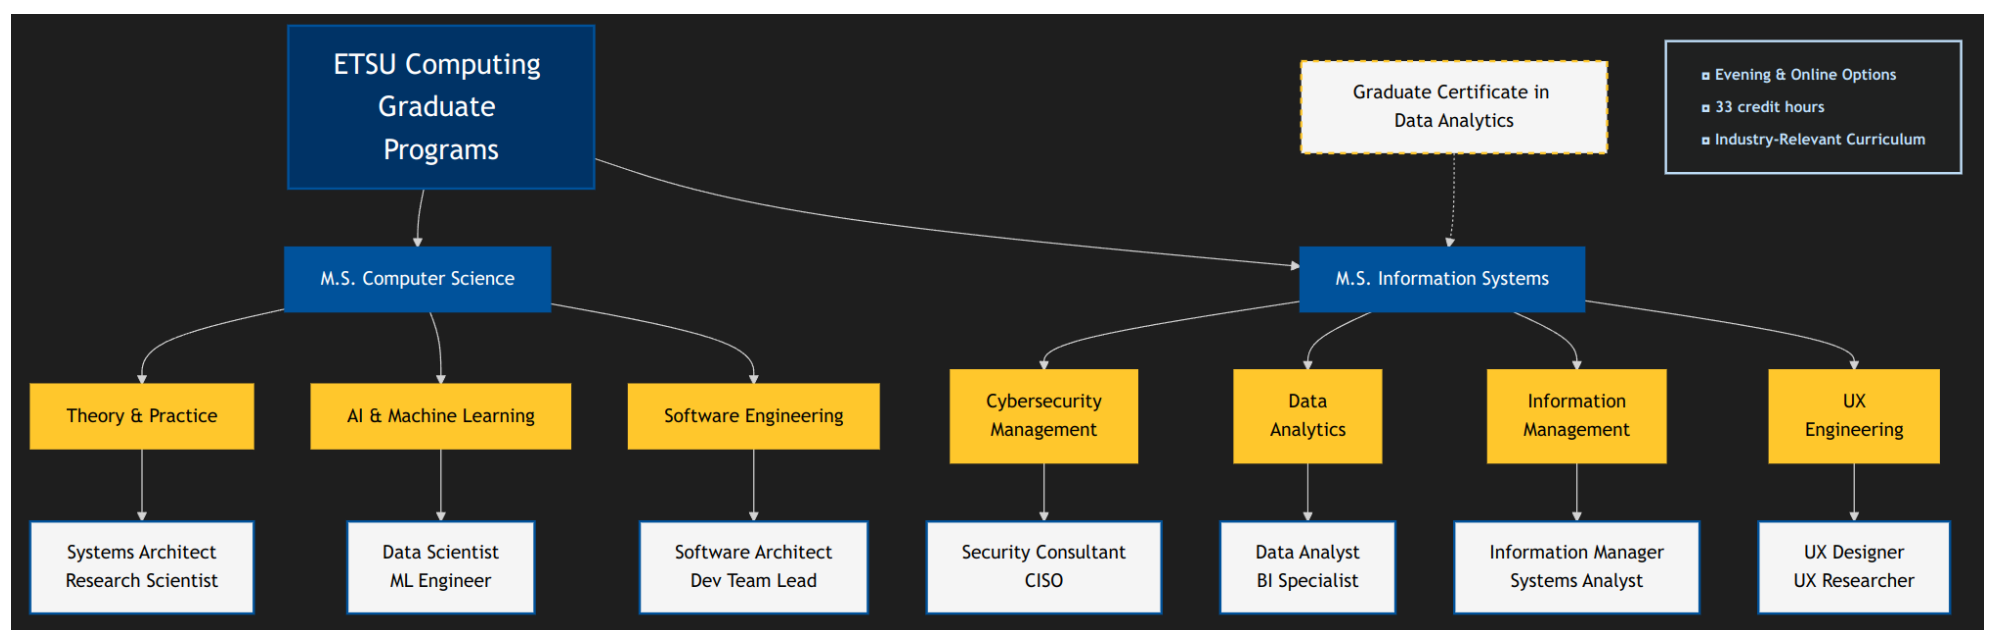 ETSU Computing
Graduate
Programs
Graduate Certificate in
Data Analytics
Evening & Online Options
33 credit hours
Industry-Relevant Curriculum
M.S. Computer Science
M.S. Information Systems
Theory & Practice
AI & Machine Learning
Software Engineering
Cybersecurity
Management
Data
Analytics
Information
Management
UX
Engineering
Systems Architect
Research Scientist
Data Scientist
ML Engineer
Software Architect
Dev Team Lead
Security Consultant
CISO
Data Analyst
BI Specialist
Information Manager
Systems Analyst
UX Designer
UX Researcher